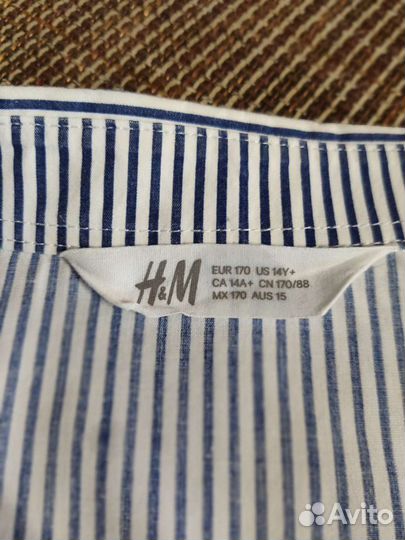 H&M
EUR 170 US 14Y+
CA 14A+ CN 170/88
MX 170 AUS 15
Avito